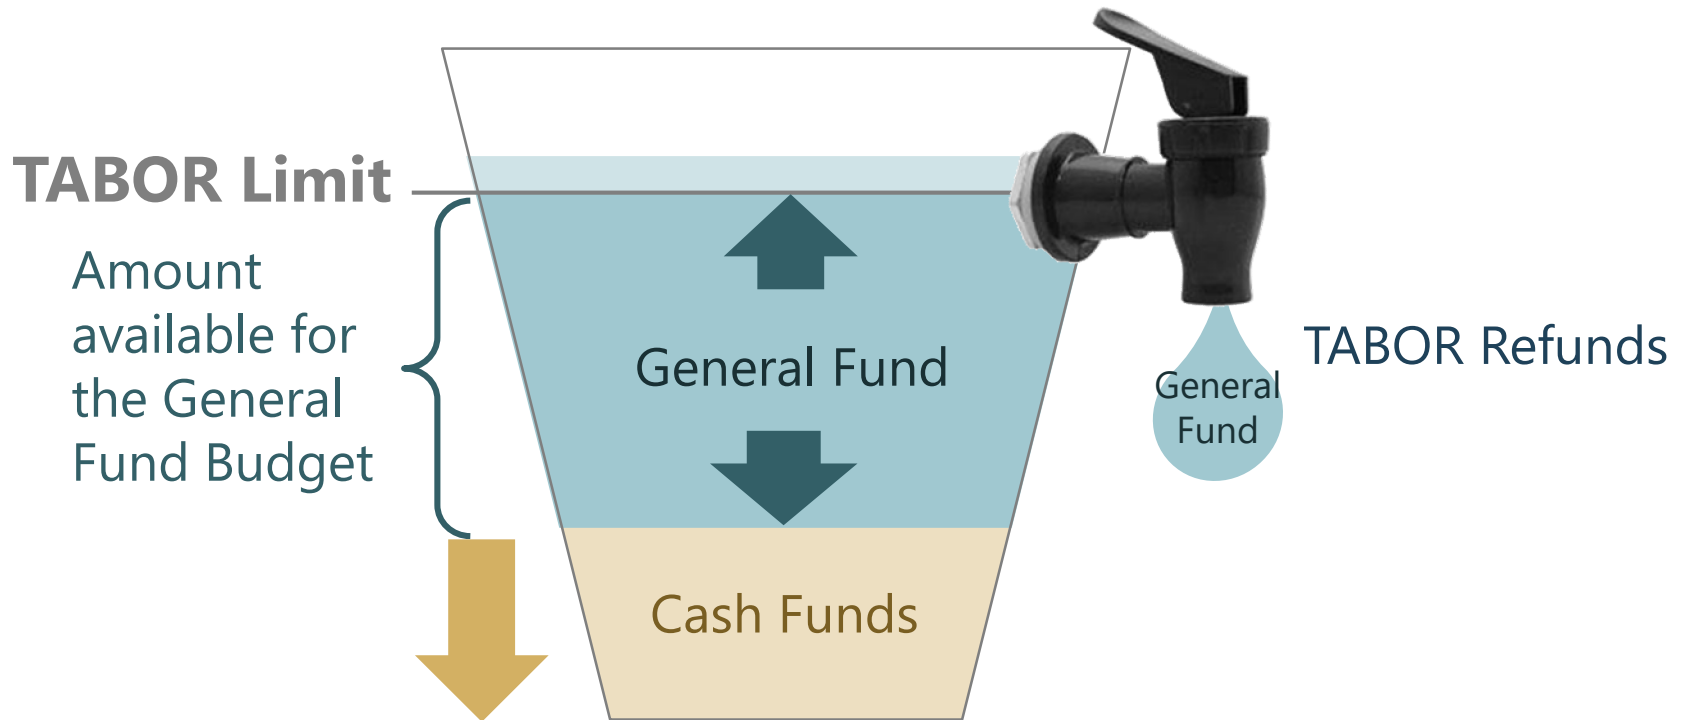 TABOR Limit
Amount
available for
the General
Fund Budget
General Fund
Cash Funds
TABOR Refunds
General
Fund